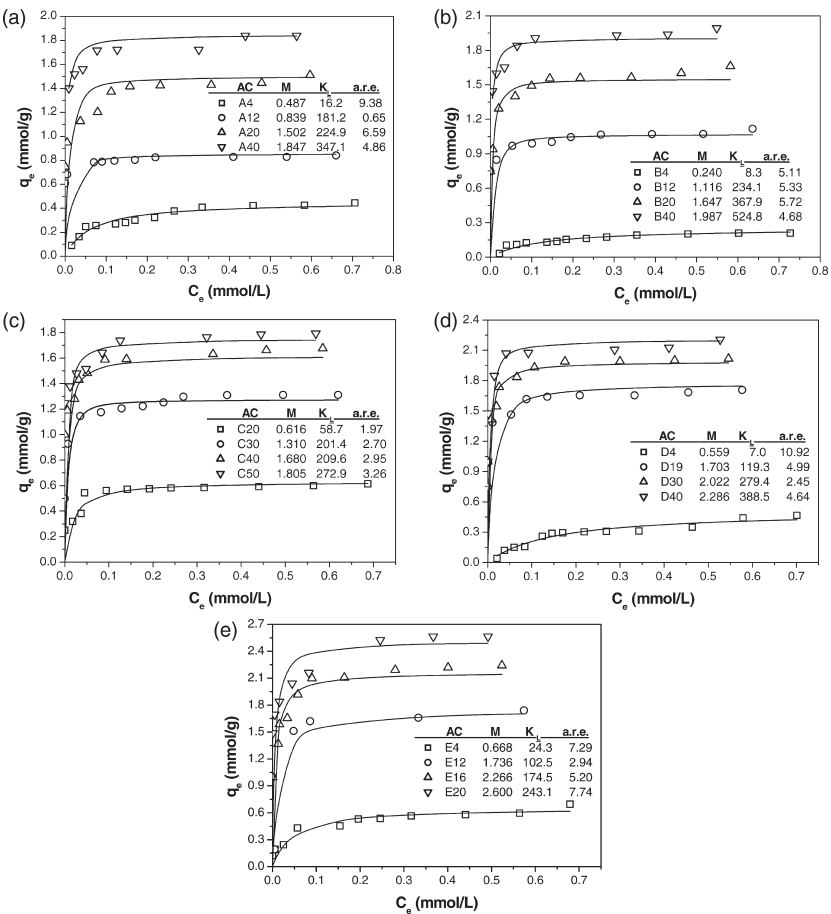 (a)
2.0
1.8
1.6
1.4
1.2
1.0
0.8
0.6
0.4
0.2
0.0
qe (mmol/g)
AC M KL a.r.e.
A4 0.487 16.2 9.38
A12 0.839 181.2 0.65
A20 1.502 224.9 6.59
A40 1.847 347.1 4.86
0.0 0.1 0.2 0.3 0.4 0.5 0.6 0.7 0.8
Ce (mmol/L)
(b)
2.1
1.8
1.5
1.2
0.9
0.6
0.3
0.0
qe (mmol/g)
AC M KL a.r.e.
B4 0.240 8.3 5.11
B12 1.116 234.1 5.33
B20 1.647 367.9 5.72
B40 1.987 524.8 4.68
0.0 0.1 0.2 0.3 0.4 0.5 0.6 0.7 0.8
Ce (mmol/L)
(c)
1.8
1.6
1.4
1.2
1.0
0.8
0.6
0.4
0.2
0.0
qe (mmol/g)
AC M KL a.r.e.
C20 0.616 58.7 1.97
C30 1.310 201.4 2.70
C40 1.680 209.6 2.95
C50 1.805 272.9 3.26
0.0 0.1 0.2 0.3 0.4 0.5 0.6 0.7
Ce (mmol/L)
(d)
2.4
2.1
1.8
1.5
1.2
0.9
0.6
0.3
0.0
qe (mmol/g)
AC M KL a.r.e.
D4 0.559 7.0 10.92
D19 1.703 119.3 4.99
D30 2.022 279.4 2.45
D40 2.286 388.5 4.64
0.0 0.1 0.2 0.3 0.4 0.5 0.6 0.7
Ce (mmol/L)
(e)
2.7
2.4
2.1
1.8
1.5
1.2
0.9
0.6
0.3
0.0
qe (mmol/g)
AC M KL a.r.e.
E4 0.668 24.3 7.29
E12 1.736 102.5 2.94
E16 2.266 174.5 5.20
E20 2.600 243.1 7.74
0.0 0.1 0.2 0.3 0.4 0.5 0.6 0.7
Ce (mmol/L)